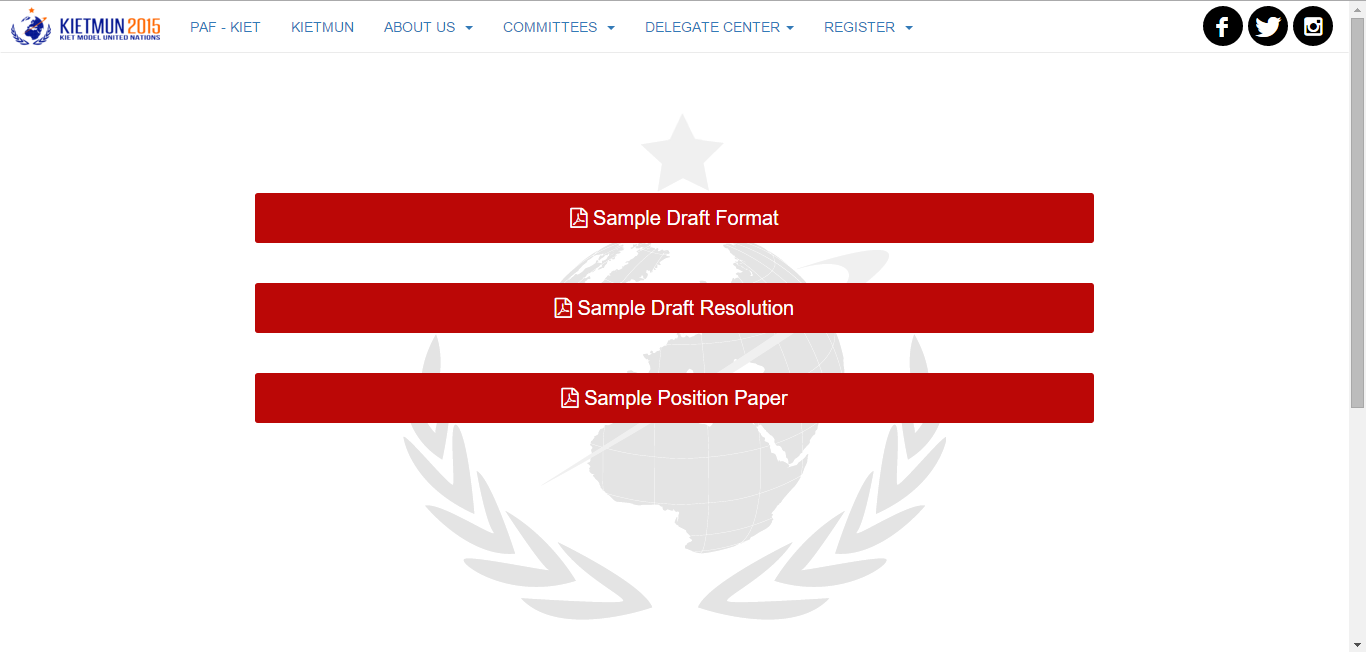 KIETMUN 2015
KIET MODEL UNITED NATIONS
PAF - KIET
KIETMUN
ABOUT US
COMMITTEES
DELEGATE CENTER
REGISTER
Sample Draft Format
Sample Draft Resolution
Sample Position Paper